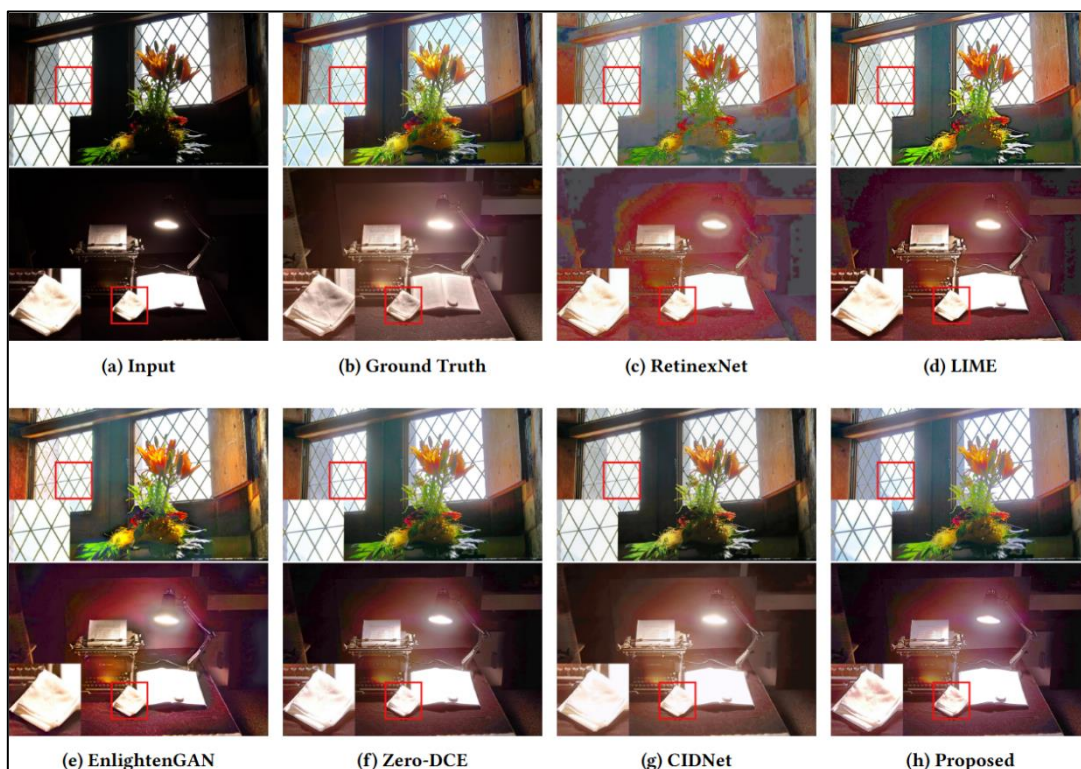 (a) Input
(b) Ground Truth
(c) RetinexNet
(d) LIME
(e) EnlightenGAN
(f) Zero-DCE
(g) CIDNet
(h) Proposed